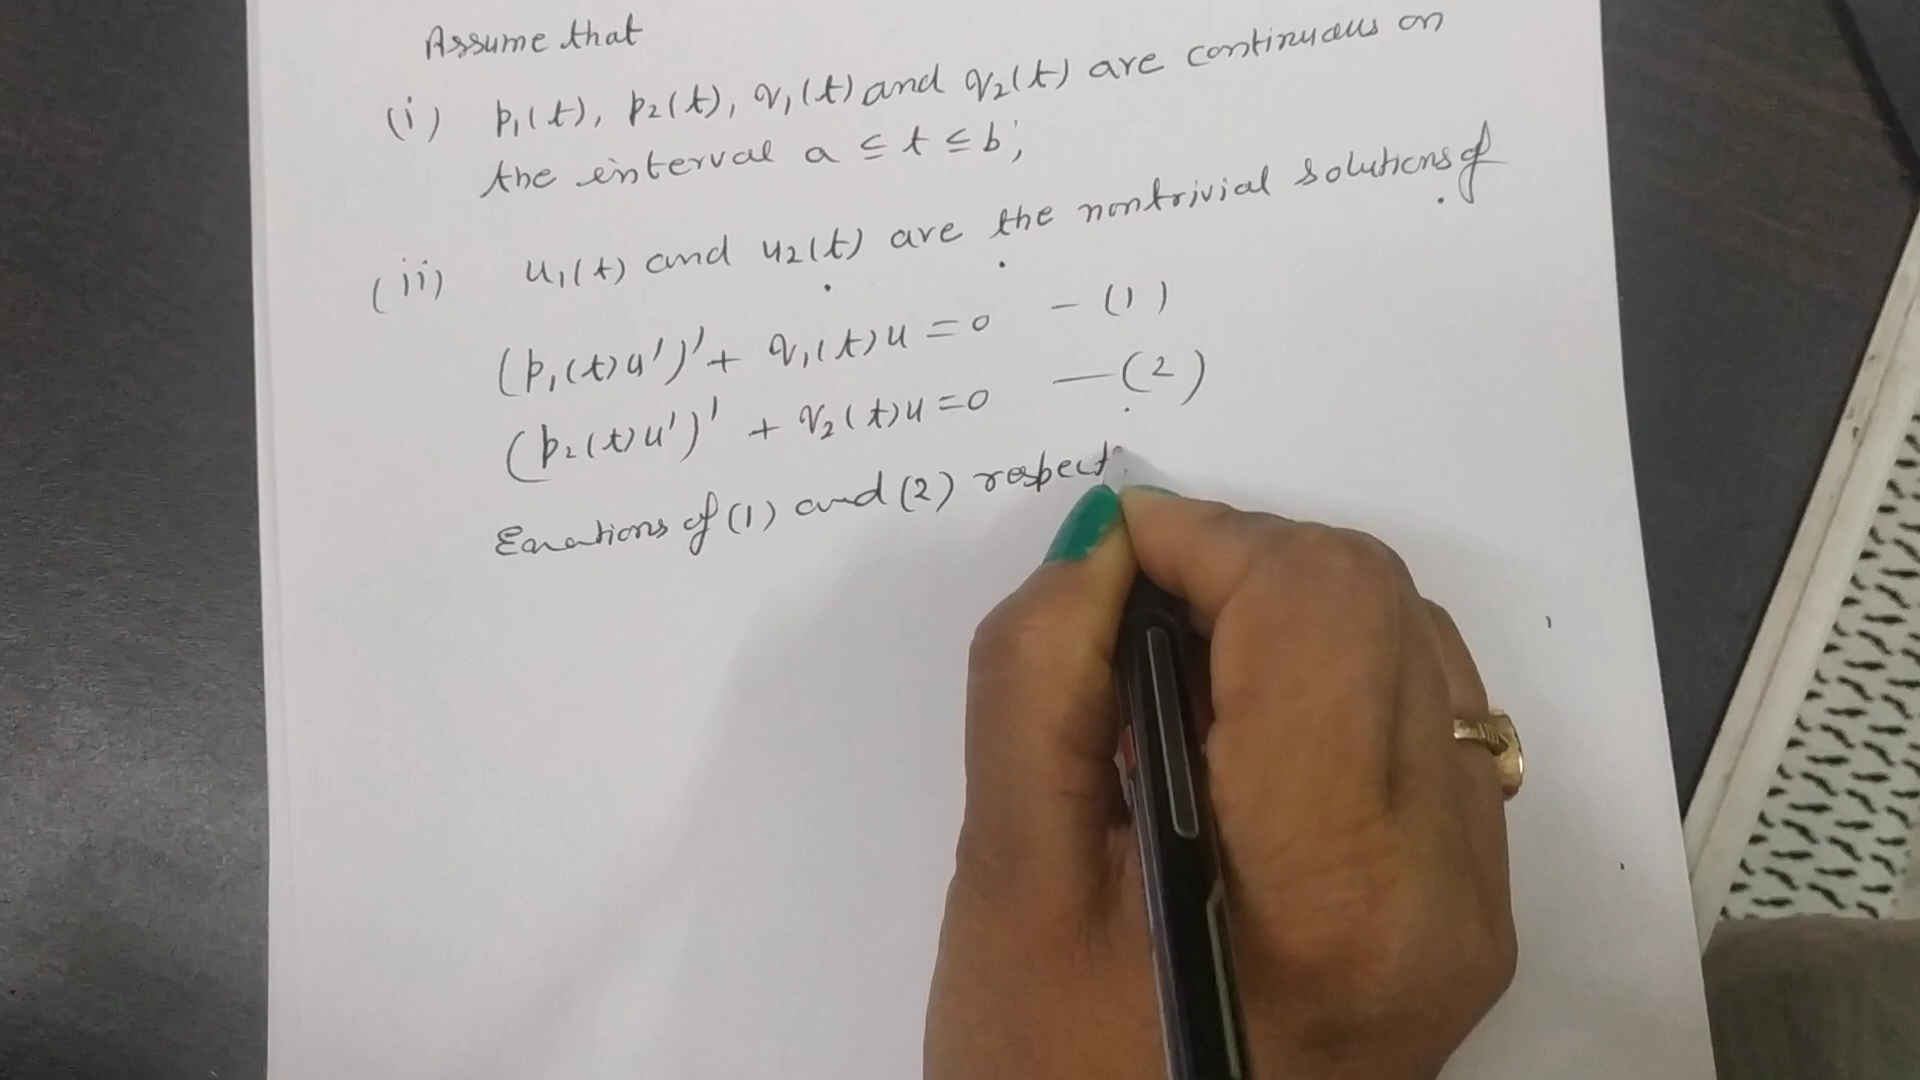 Assume that
(i) p₁(t), p₂(t), q₁(t) and q₂(t) are continuous on
the interval a ≤ t ≤ b;
(ii) u₁(t) and u₂(t) are the nontrivial solutions of
(p₁(t)u')' + q₁(t)u = 0 – (1)
(p₂(t)u')' + q₂(t)u = 0 — (2)
Equations of (1) and (2) respect